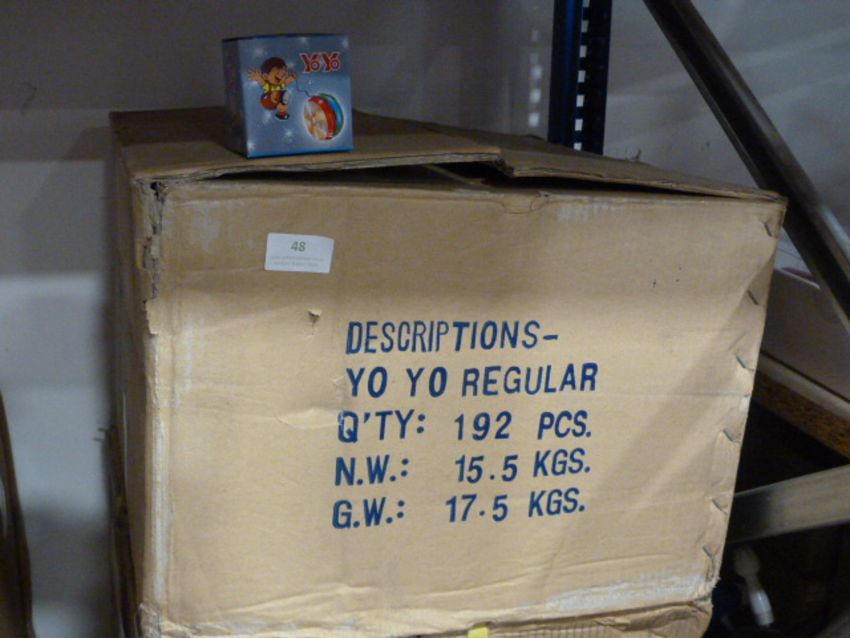 YoYo
48
DESCRIPTIONS-
YO YO REGULAR
Q'TY: 192 PCS.
N.W.: 15.5 KGS.
G.W.: 17.5 KGS.